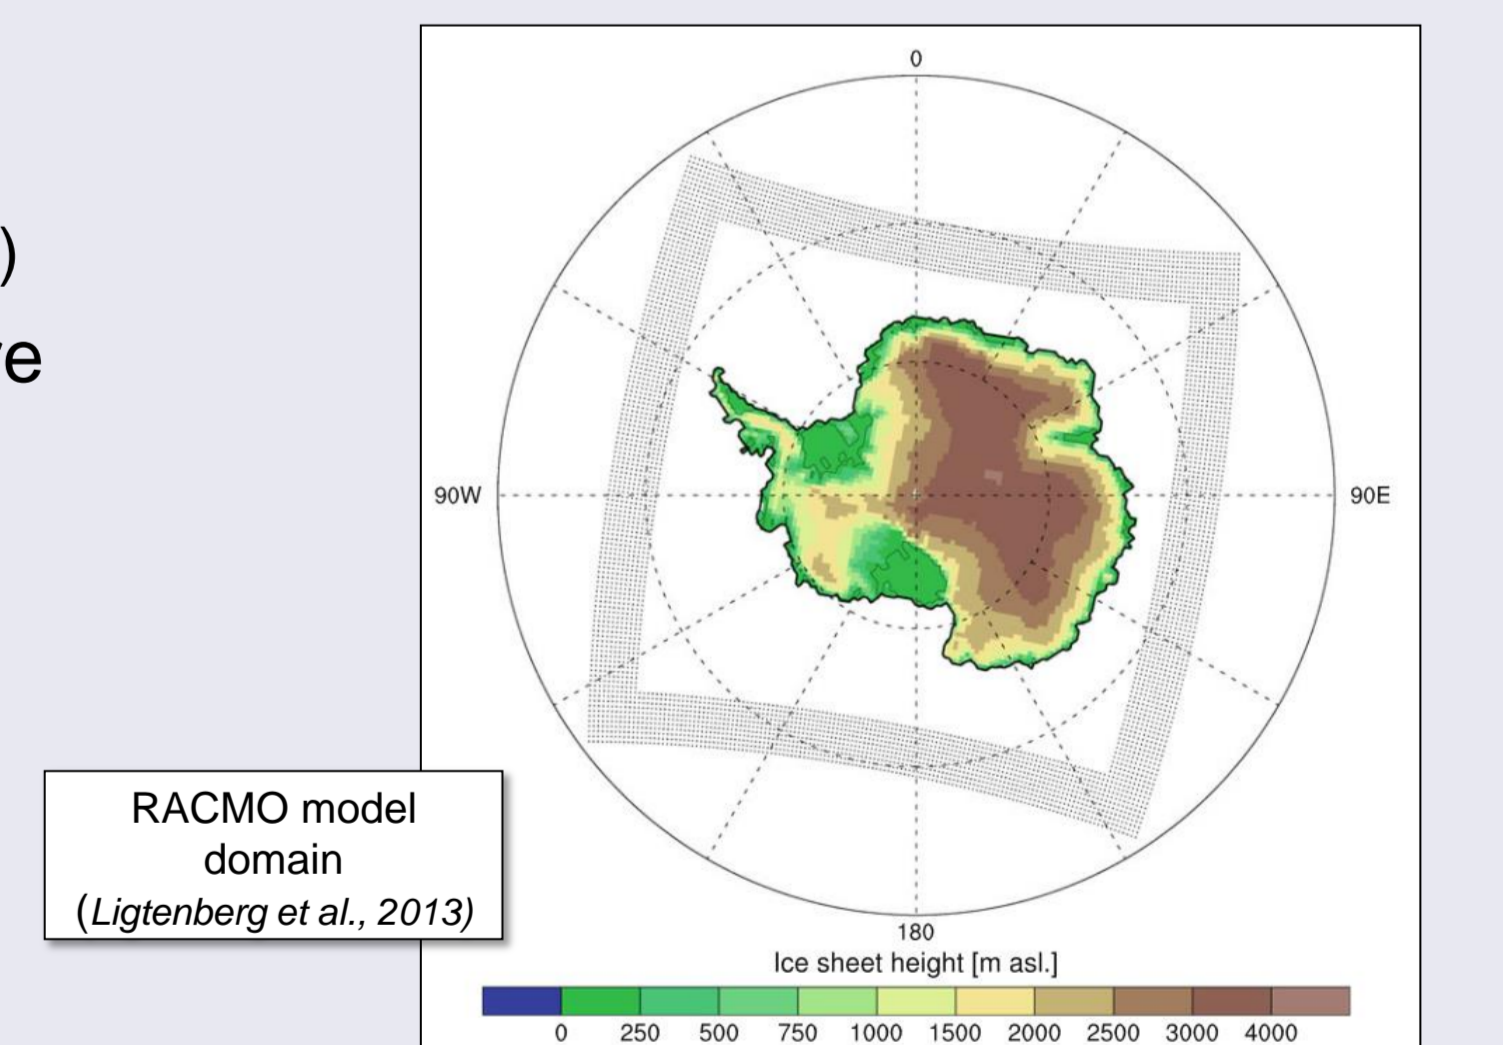 0
)
e
90W
90E
RACMO model
domain
(Ligtenberg et al., 2013)
180
Ice sheet height [m asl.]
0 250 500 750 1000 1500 2000 2500 3000 4000